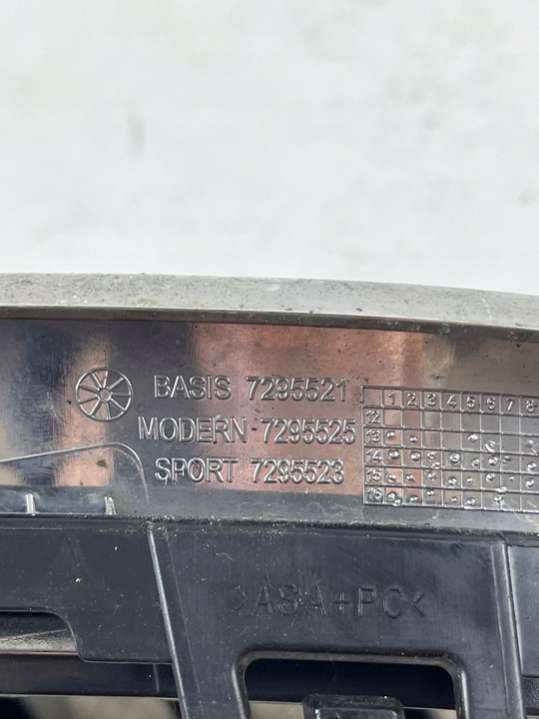 BASIS 7295521
MODERN 7295525
SPORT 7295523
1 2 3 4 5 6 7 8
12
13
14
15
16
>ASA+PC<